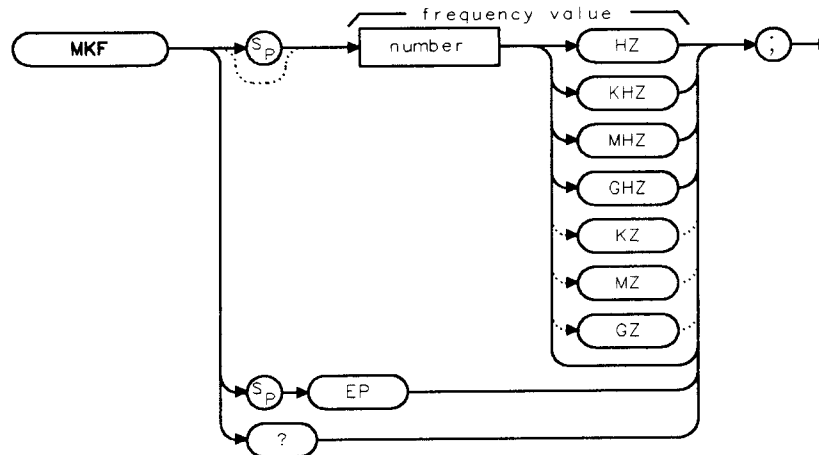 frequency value
MKF SP number HZ ;
KHZ
MHZ
GHZ
KZ
MZ
GZ
SP EP
?